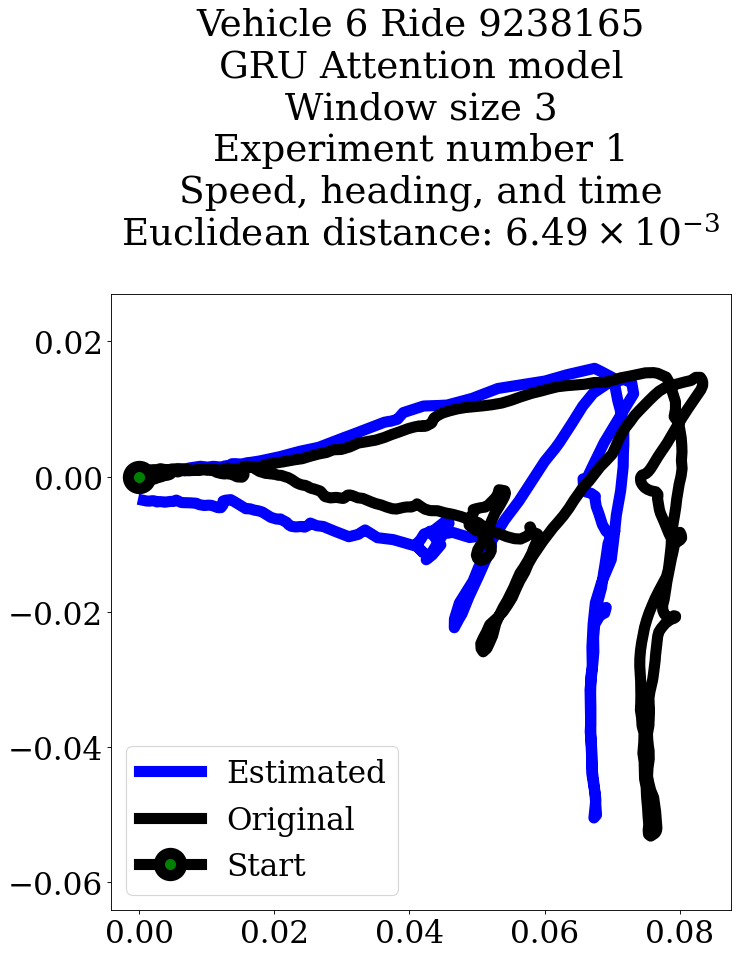 Vehicle 6 Ride 9238165
GRU Attention model
Window size 3
Experiment number 1
Speed, heading, and time
Euclidean distance: 6.49 × 10⁻³
0.02
0.00
−0.02
−0.04
−0.06
Estimated
Original
Start
0.00 0.02 0.04 0.06 0.08